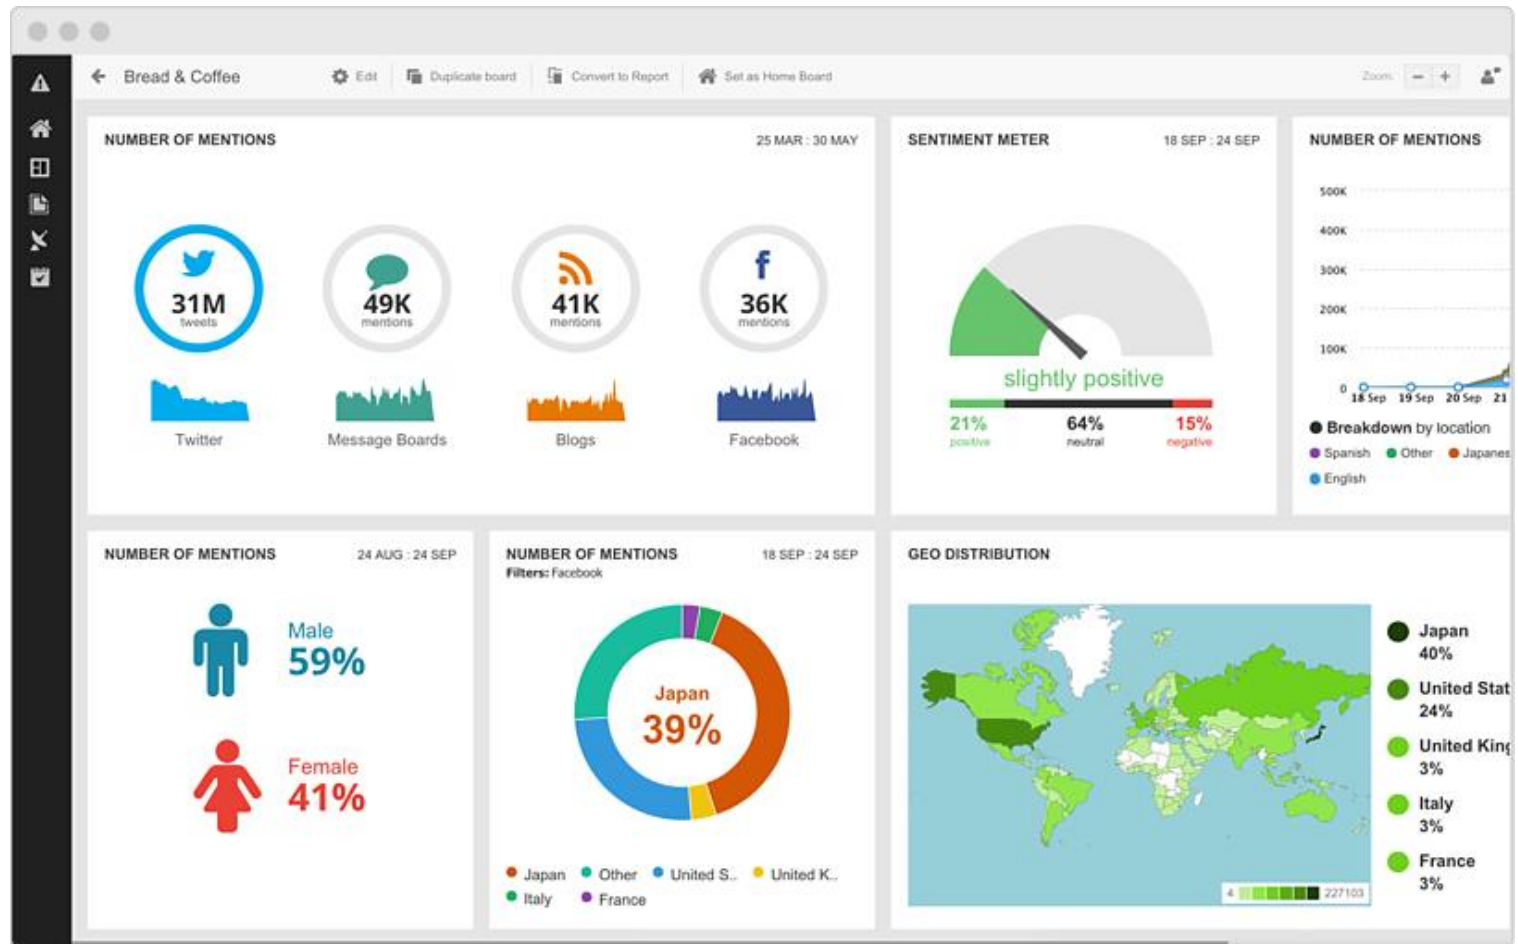 Bread & Coffee
Edit
Duplicate board
Convert to Report
Set as Home Board
Zoom
NUMBER OF MENTIONS
25 MAR : 30 MAY
31M
tweets
49K
mentions
41K
mentions
f
36K
mentions
Twitter
Message Boards
Blogs
Facebook
SENTIMENT METER
18 SEP : 24 SEP
slightly positive
21%
positive
64%
neutral
15%
negative
NUMBER OF MENTIONS
500K
400K
300K
200K
100K
0
18 Sep 19 Sep 20 Sep 21
Breakdown by location
Spanish Other Japanes
English
NUMBER OF MENTIONS
24 AUG : 24 SEP
Male
59%
Female
41%
NUMBER OF MENTIONS
18 SEP : 24 SEP
Filters: Facebook
Japan
39%
Japan Other United S.. United K..
Italy France
GEO DISTRIBUTION
4 227103
Japan
40%
United Stat
24%
United King
3%
Italy
3%
France
3%